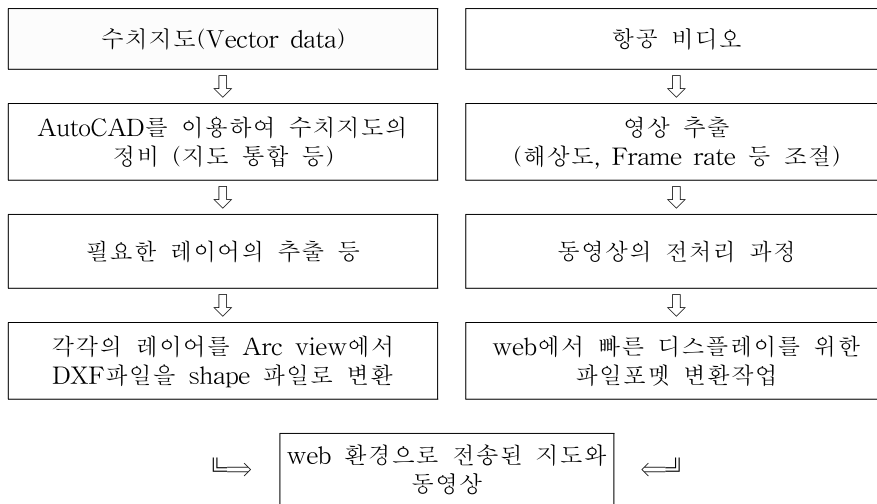 수치지도(Vector data)
AutoCAD를 이용하여 수치지도의
정비 (지도 통합 등)
필요한 레이어의 추출 등
각각의 레이어를 Arc view에서
DXF파일을 shape 파일로 변환
항공 비디오
영상 추출
(해상도, Frame rate 등 조절)
동영상의 전처리 과정
web에서 빠른 디스플레이를 위한
파일포멧 변환작업
web 환경으로 전송된 지도와
동영상